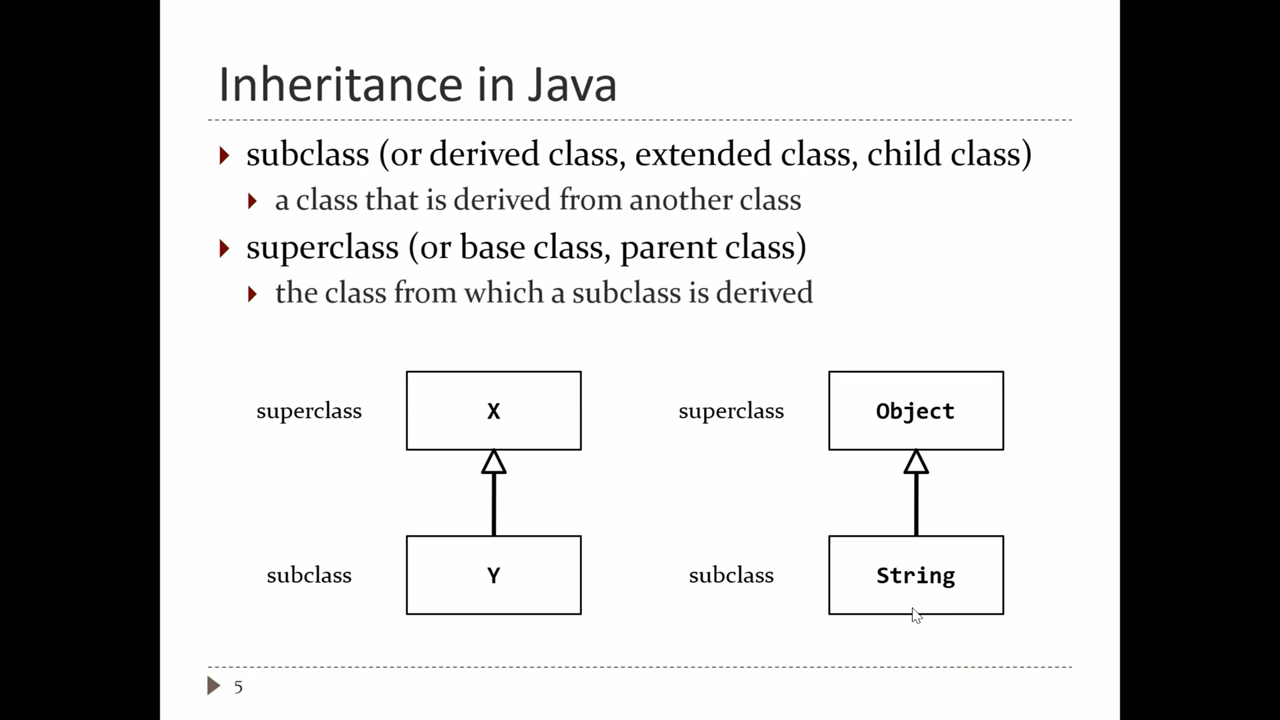 Inheritance in Java
subclass (or derived class, extended class, child class)
a class that is derived from another class
superclass (or base class, parent class)
the class from which a subclass is derived
superclass X superclass Object
subclass Y subclass String
5